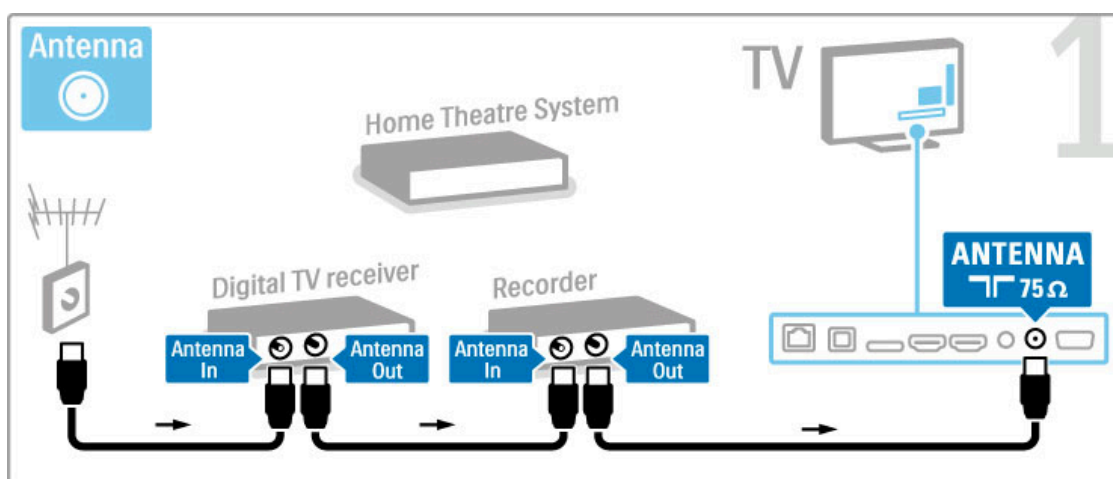 Antenna
1
TV
Home Theatre System
Digital TV receiver
Recorder
ANTENNA
75 Ω
Antenna
In
Antenna
Out
Antenna
In
Antenna
Out